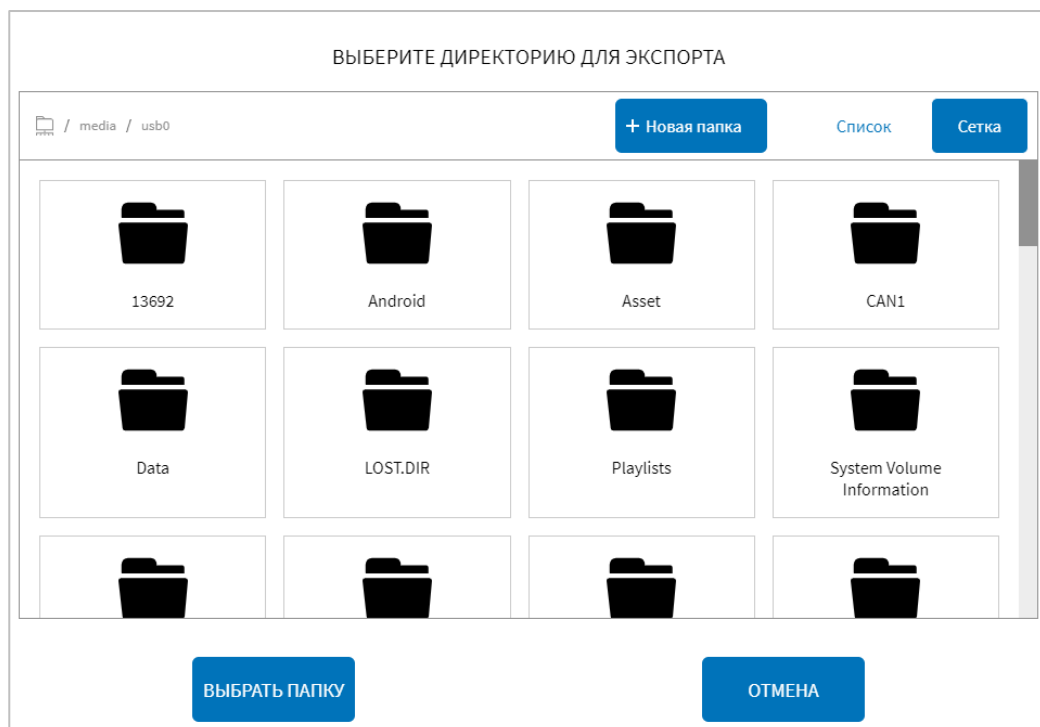 ВЫБЕРИТЕ ДИРЕКТОРИЮ ДЛЯ ЭКСПОРТА
/ media / usb0
+ Новая папка
Список
Сетка
13692
Android
Asset
CAN1
Data
LOST.DIR
Playlists
System Volume
Information
ВЫБРАТЬ ПАПКУ
ОТМЕНА